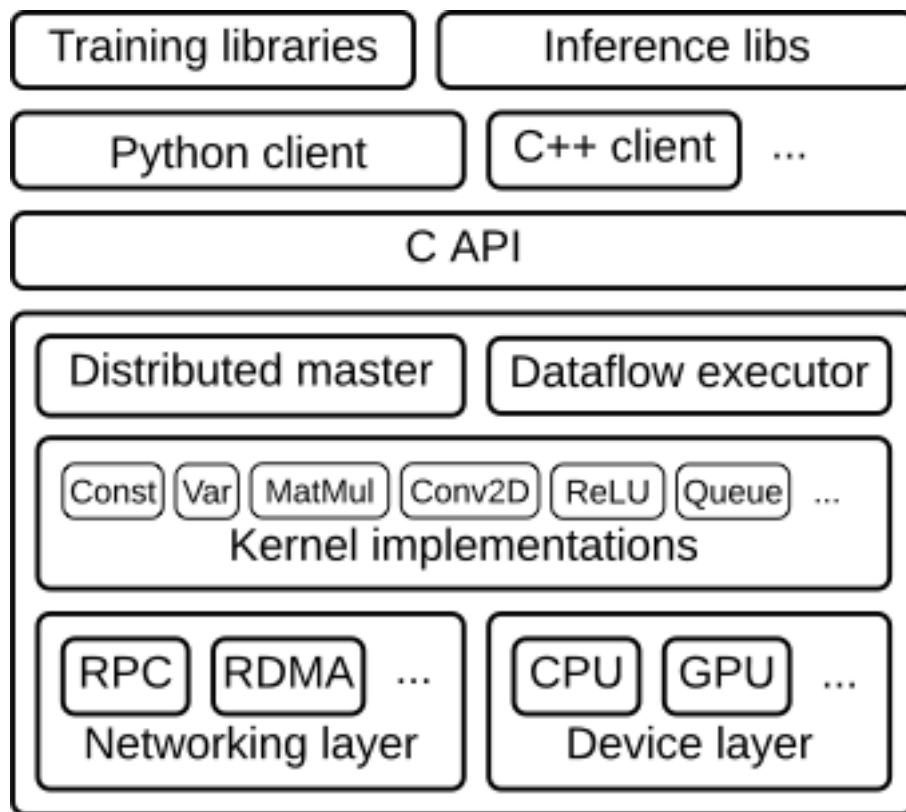 Training libraries Inference libs
Python client C++ client ...
C API
Distributed master Dataflow executor
Const Var MatMul Conv2D ReLU Queue ...
Kernel implementations
RPC RDMA ... CPU GPU ...
Networking layer Device layer